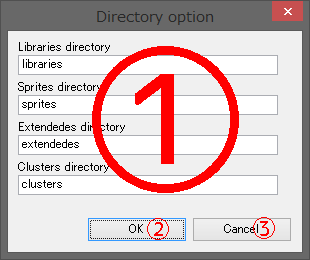 Directory option
Libraries directory
libraries
Sprites directory
sprites
Extendedes directory
extendedes
Clusters directory
clusters
①
OK ②
Cancel ③